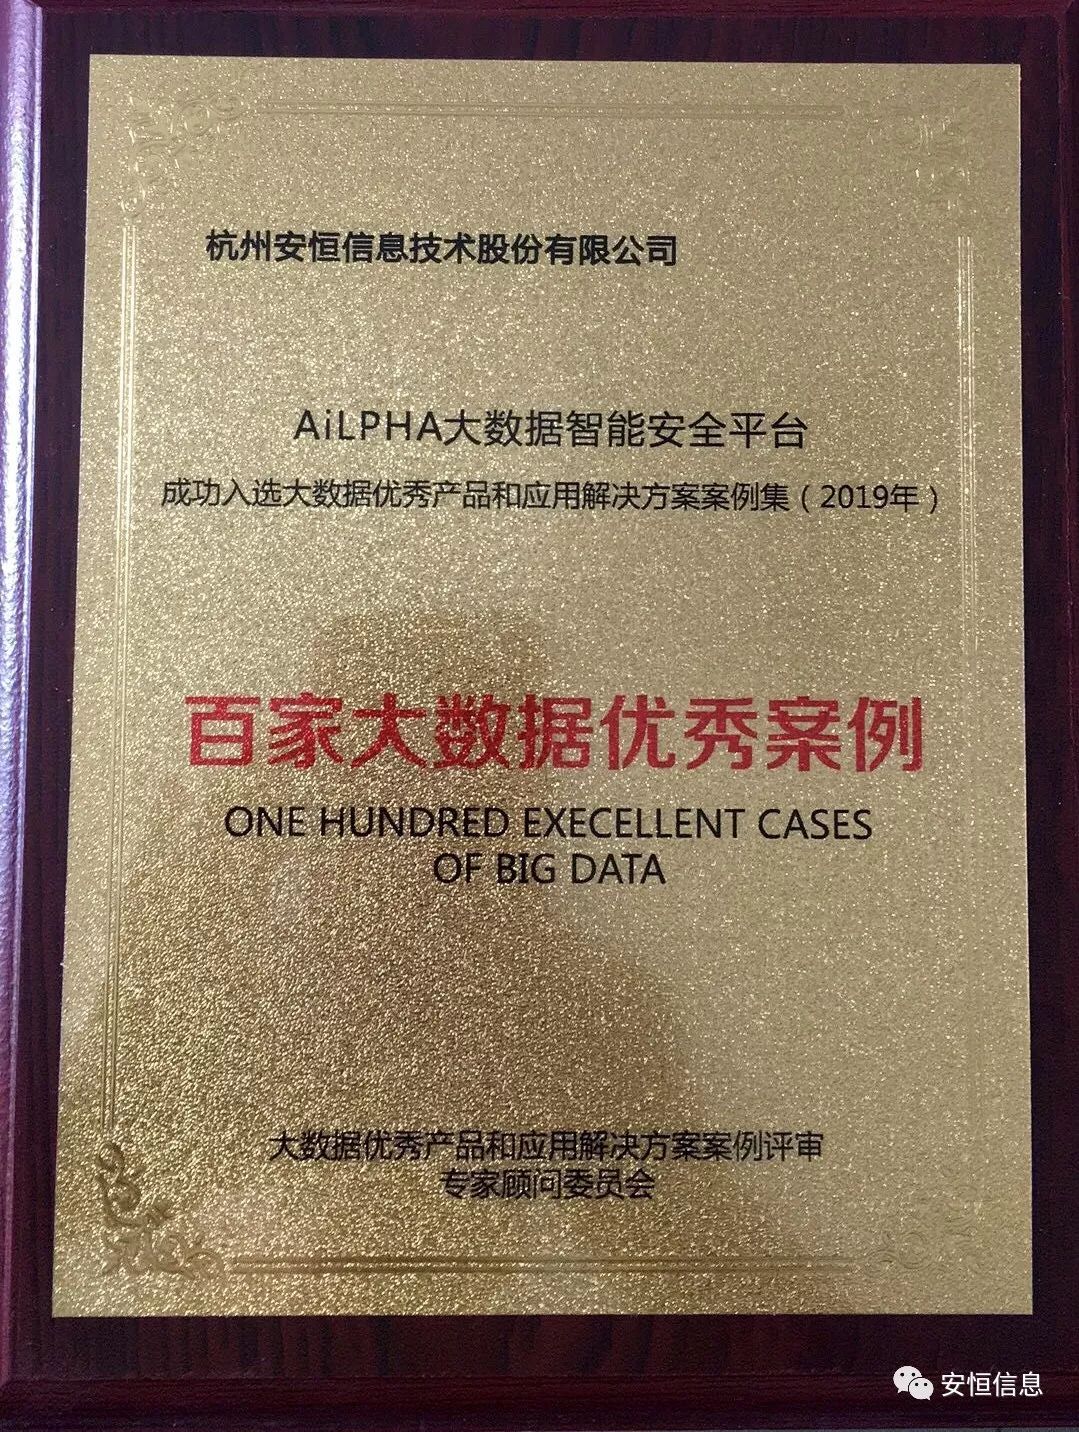 杭州安恒信息技术股份有限公司
AiLPHA大数据智能安全平台
成功入选大数据优秀产品和应用解决方案案例集（2019年）
百家大数据优秀案例
ONE HUNDRED EXECELLENT CASES
OF BIG DATA
大数据优秀产品和应用解决方案案例评审
专家顾问委员会
安恒信息